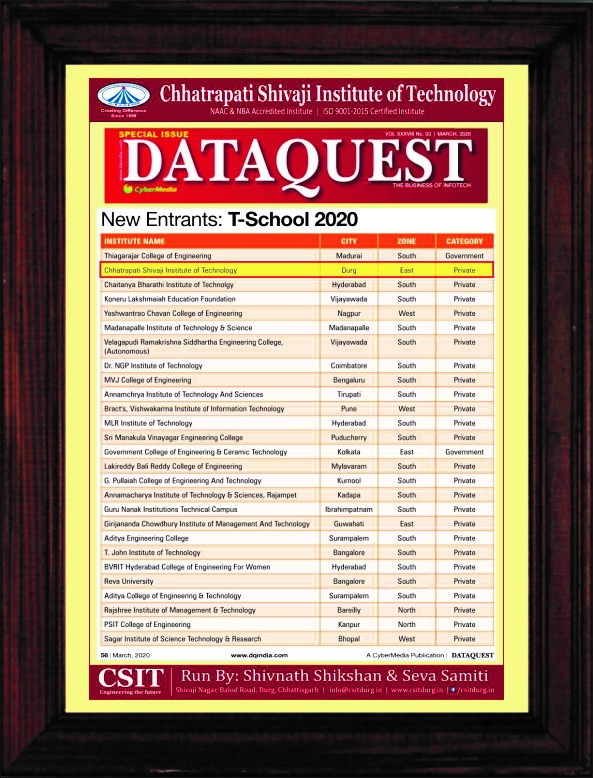 Creating Difference
Since 1998
Chhatrapati Shivaji Institute of Technology
NAAC & NBA Accredited Institute | ISO 9001-2015 Certified Institute
SPECIAL ISSUE
VOL XXXVIII No. 03 | MARCH, 2020
www.dqindia.com
DATAQUEST
CyberMedia
THE BUSINESS OF INFOTECH
New Entrants: T-School 2020
INSTITUTE NAME CITY ZONE CATEGORY
Thiagarajar College of Engineering Madurai South Government
Chhatrapati Shivaji Institute of Technology Durg East Private
Chaitanya Bharathi Institute of Technolgy Hyderabad South Private
Koneru Lakshmaiah Education Foundation Vijayawada South Private
Yeshwantrao Chavan College of Engineering Nagpur West Private
Madanapalle Institute of Technology & Science Madanapalle South Private
Velagapudi Ramakrishna Siddhartha Engineering College, Vijayawada South Private
(Autonomous)
Dr. NGP Institute of Technology Coimbatore South Private
MVJ College of Engineering Bengaluru South Private
Annamchrya Institute of Technology And Sciences Tirupati South Private
Bract's, Vishwakarma Institute of Information Technology Pune West Private
MLR Institute of Technology Hyderabad South Private
Sri Manakula Vinayagar Engineering College Puducherry South Private
Government College of Engineering & Ceramic Technology Kolkata East Government
Lakireddy Bali Reddy College of Engineering Mylavaram South Private
G. Pullaiah College of Engineering And Technology Kurnool South Private
Annamacharya Institute of Technology & Sciences, Rajampet Kadapa South Private
Guru Nanak Institutions Technical Campus Ibrahimpatnam South Private
Girijananda Chowdhury Institute of Management And Technology Guwahati East Private
Aditya Engineering College Surampalem South Private
T. John Institute of Technology Bangalore South Private
BVRIT Hyderabad College of Engineering For Women Hyderabad South Private
Reva University Bangalore South Private
Aditya College of Engineering & Technology Surampalem South Private
Rajshree Institute of Management & Technology Bareilly North Private
PSIT College of Engineering Kanpur North Private
Sagar Institute of Science Technology & Research Bhopal West Private
56 | March, 2020 www.dqindia.com A CyberMedia Publication | DATAQUEST
CSIT
Engineering the future
Run By: Shivnath Shikshan & Seva Samiti
Shivaji Nagar, Balod Road, Durg, Chhattisgarh | info@csitdurg.in | www.csitdurg.in | f /csitdurg.in